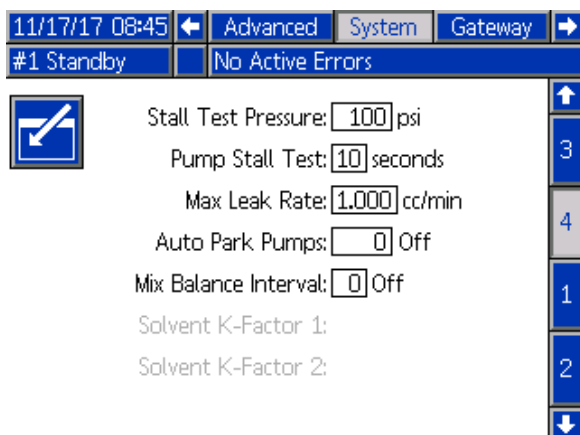 11/17/17 08:45 Advanced System Gateway
#1 Standby No Active Errors
Stall Test Pressure: 100 psi
3
Pump Stall Test: 10 seconds
Max Leak Rate: 1.000 cc/min
4
Auto Park Pumps: 0 Off
Mix Balance Interval: 0 Off
1
Solvent K-Factor 1:
Solvent K-Factor 2:
2